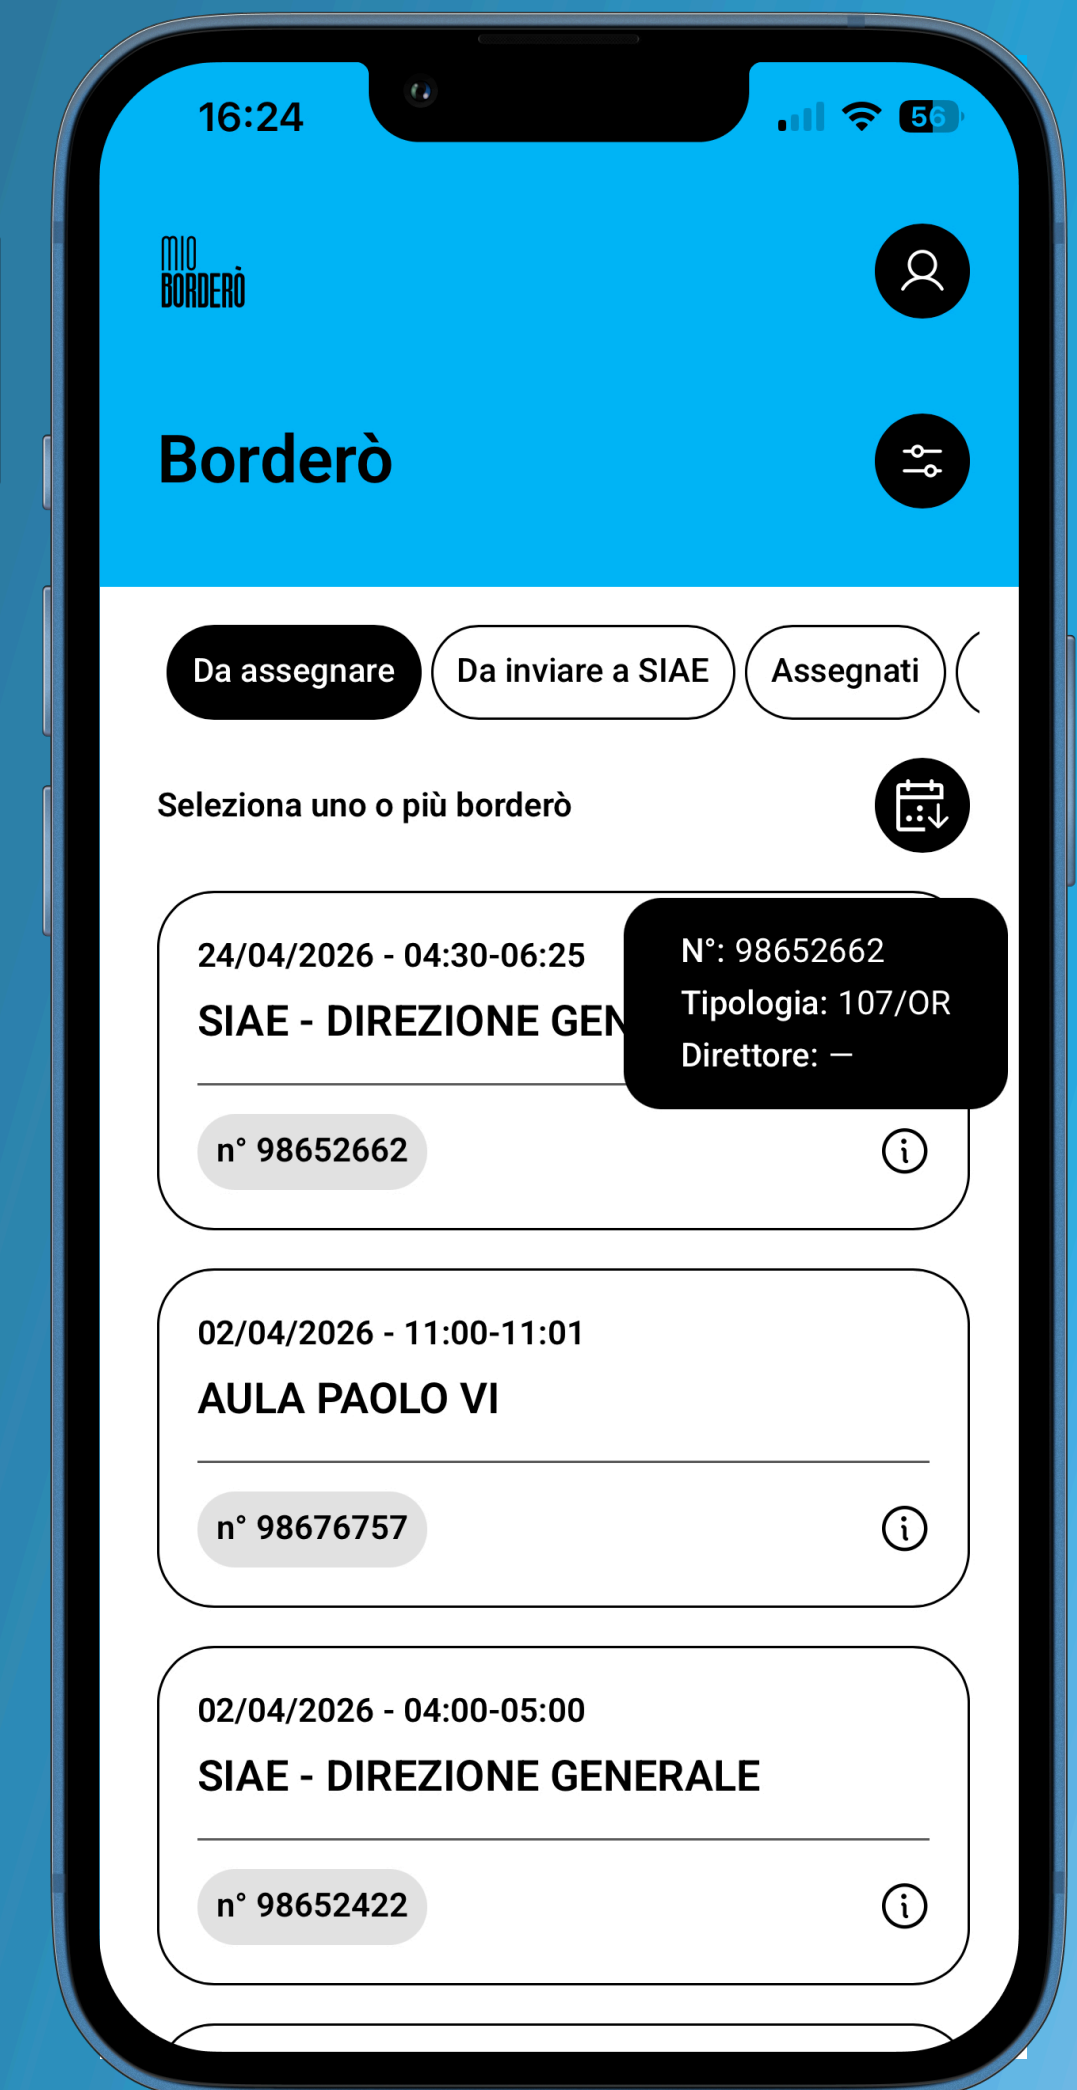 16:24
56
MIO
BORDERÒ
Borderò
Da assegnare
Da inviare a SIAE
Assegnati
Seleziona uno o più borderò
24/04/2026 - 04:30-06:25
SIAE - DIREZIONE GEN
N°: 98652662
Tipologia: 107/OR
Direttore: —
n° 98652662
02/04/2026 - 11:00-11:01
AULA PAOLO VI
n° 98676757
02/04/2026 - 04:00-05:00
SIAE - DIREZIONE GENERALE
n° 98652422